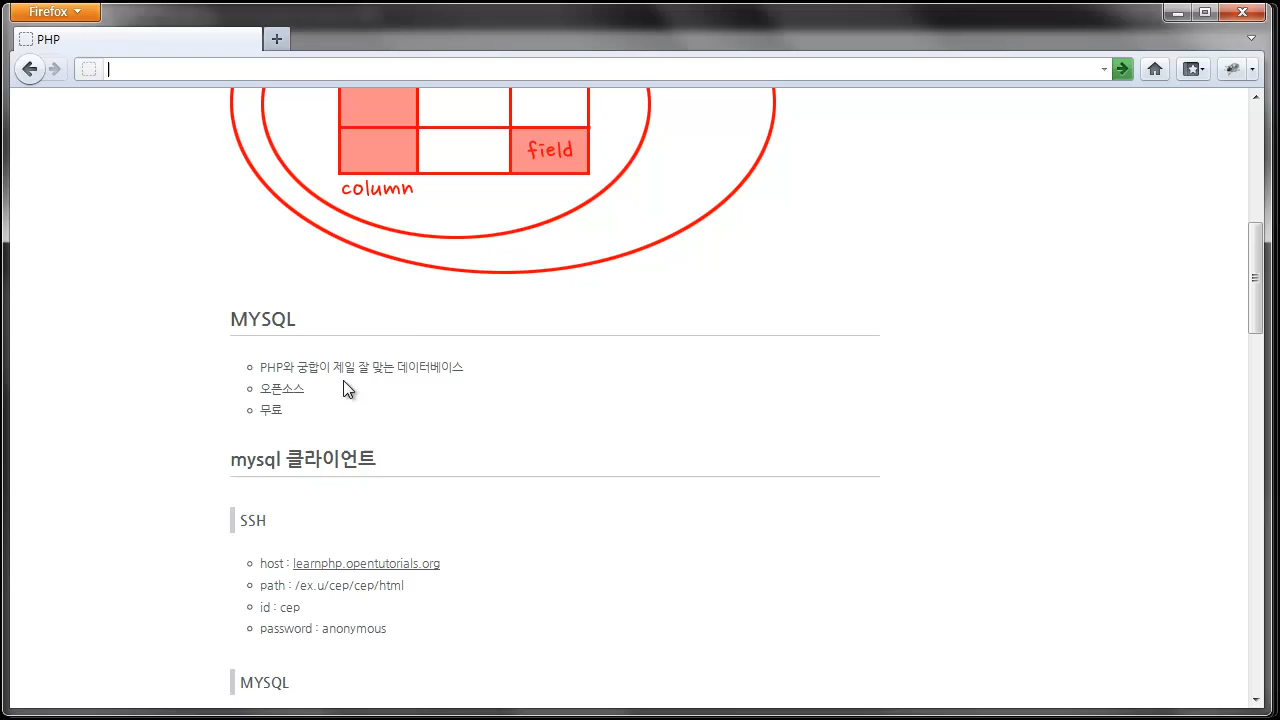 Firefox
PHP
field
column
MYSQL
PHP와 궁합이 제일 잘 맞는 데이터베이스
오픈소스
무료
mysql 클라이언트
SSH
host : learnphp.opentutorials.org
path : /ex.u/cep/cep/html
id : cep
password : anonymous
MYSQL